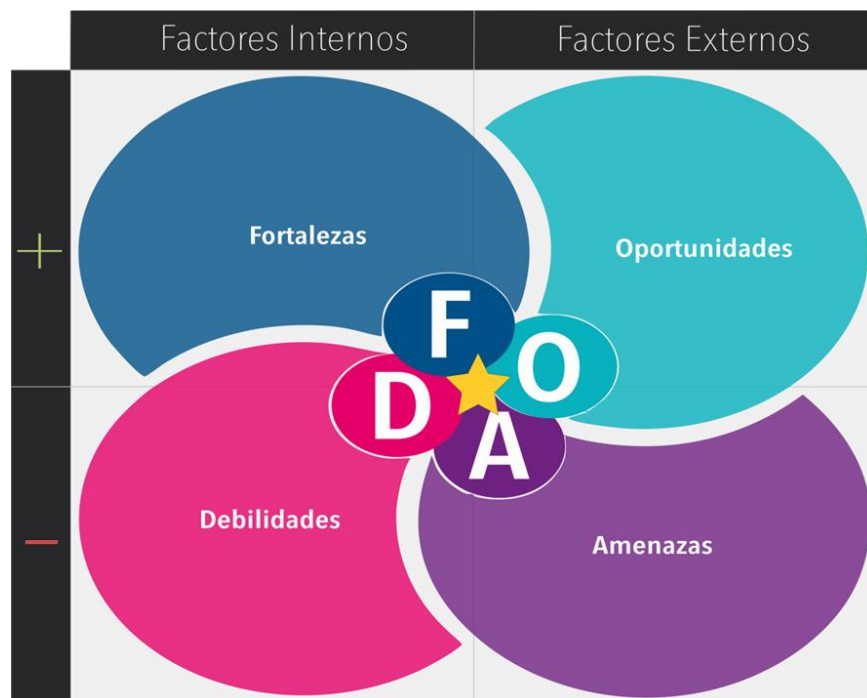 Factores Internos
Factores Externos
+
Fortalezas
Oportunidades
F
O
D
A
–
Debilidades
Amenazas